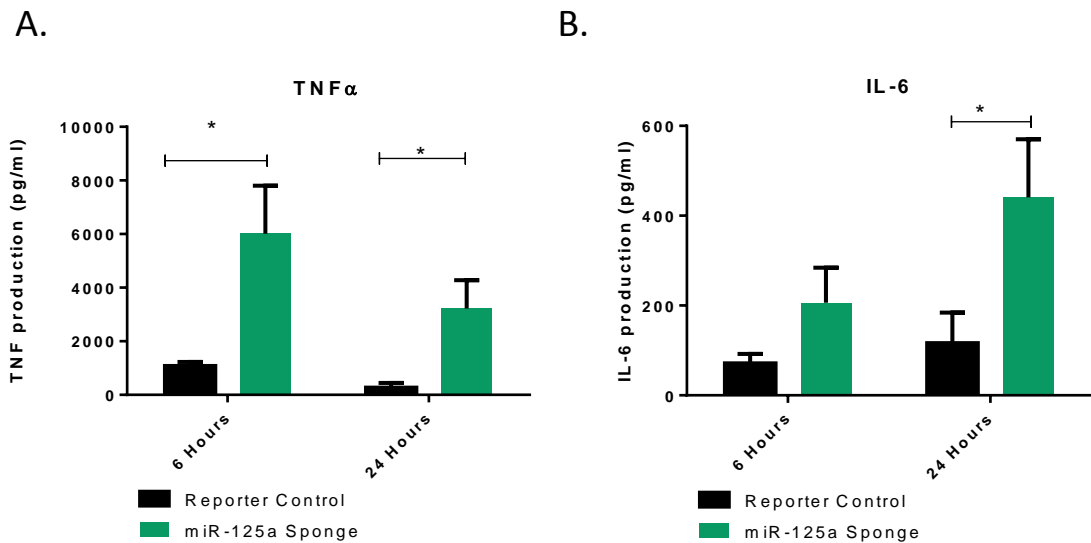 A.
TNFα
TNF production (pg/ml)
10000
8000
6000
4000
2000
0
*
*
6 Hours
24 Hours
Reporter Control
miR-125a Sponge
B.
IL-6
IL-6 production (pg/ml)
600
400
200
0
*
6 Hours
24 Hours
Reporter Control
miR-125a Sponge